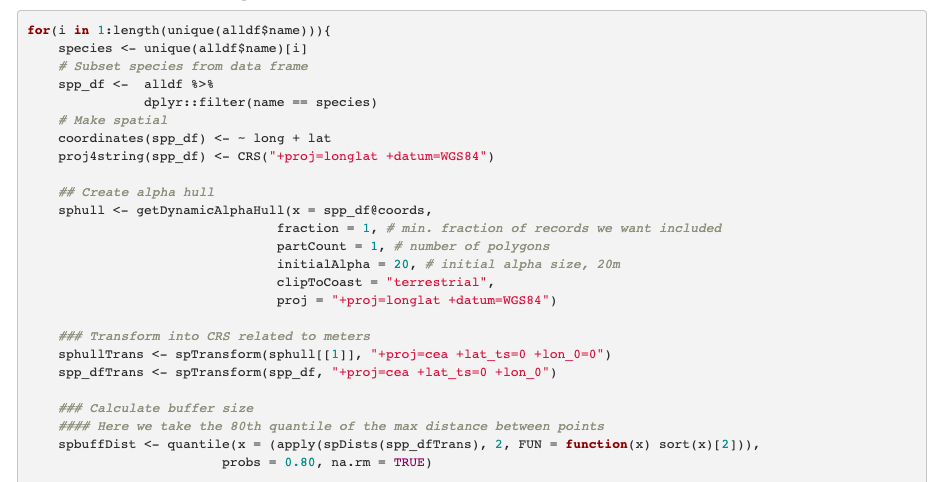 for(i in 1:length(unique(alldf$name))){
    species <- unique(alldf$name)[i]
    # Subset species from data frame
    spp_df <-  alldf %>%
               dplyr::filter(name == species)
    # Make spatial
    coordinates(spp_df) <- ~ long + lat
    proj4string(spp_df) <- CRS("+proj=longlat +datum=WGS84")

    ## Create alpha hull
    sphull <- getDynamicAlphaHull(x = spp_df@coords,
                                fraction = 1, # min. fraction of records we want included
                                partCount = 1, # number of polygons
                                initialAlpha = 20, # initial alpha size, 20m
                                clipToCoast = "terrestrial",
                                proj = "+proj=longlat +datum=WGS84")

    ### Transform into CRS related to meters
    sphullTrans <- spTransform(sphull[[1]], "+proj=cea +lat_ts=0 +lon_0=0")
    spp_dfTrans <- spTransform(spp_df, "+proj=cea +lat_ts=0 +lon_0")

    ### Calculate buffer size
    #### Here we take the 80th quantile of the max distance between points
    spbuffDist <- quantile(x = (apply(spDists(spp_dfTrans), 2, FUN = function(x) sort(x)[2])),
                         probs = 0.80, na.rm = TRUE)